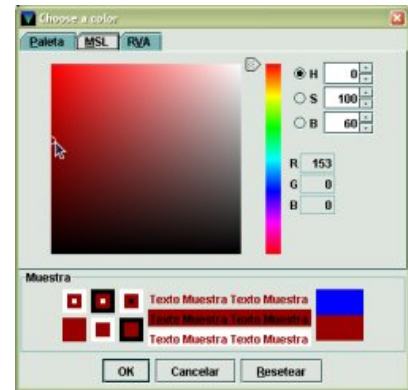 Choose a color
Paleta MSL RVA
H 0
S 100
B 60
R 153
G 0
B 0
Muestra
Texto Muestra Texto Muestra
Texto Muestra Texto Muestra
Texto Muestra Texto Muestra
OK Cancelar Resetear